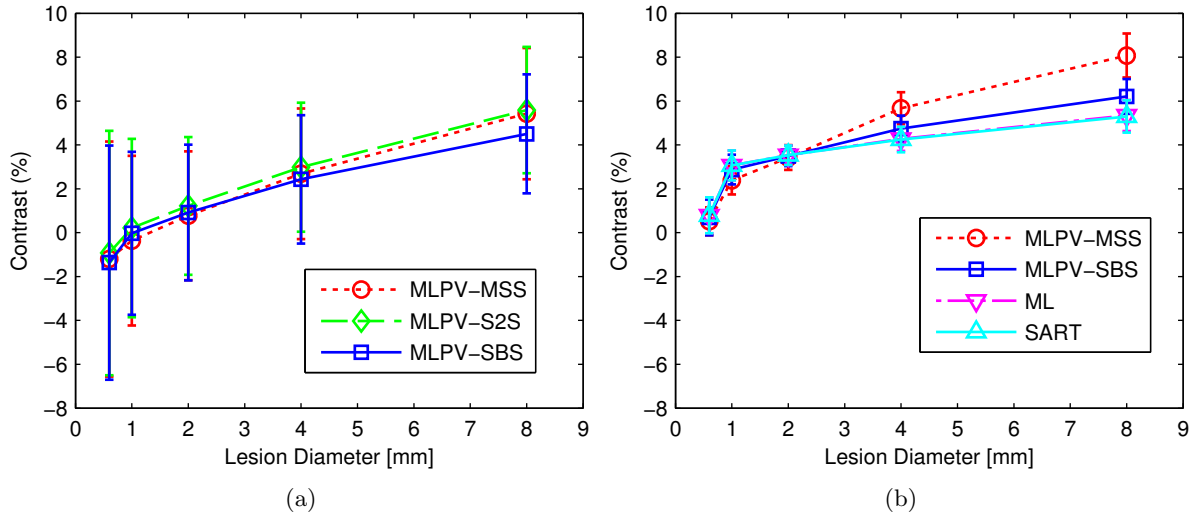 10
8
6
4
2
0
−2
−4
−6
−8
Contrast (%)
0 1 2 3 4 5 6 7 8 9
Lesion Diameter [mm]
MLPV−MSS
MLPV−S2S
MLPV−SBS
(a)
10
8
6
4
2
0
−2
−4
−6
−8
Contrast (%)
0 1 2 3 4 5 6 7 8 9
Lesion Diameter [mm]
MLPV−MSS
MLPV−SBS
ML
SART
(b)